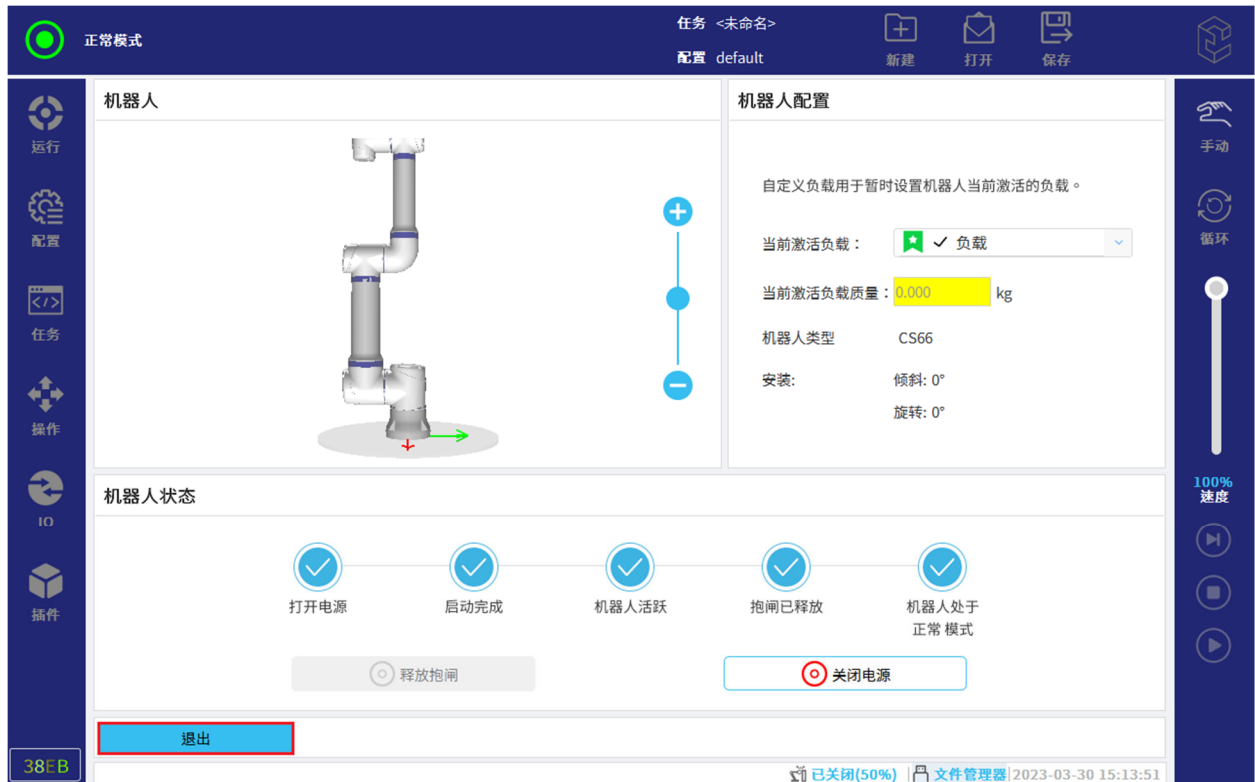 正常模式
任务 <未命名>
配置 default
新建
打开
保存
运行
配置
任务
操作
IO
插件
38EB
机器人
机器人配置
自定义负载用于暂时设置机器人当前激活的负载。
当前激活负载： 负载
当前激活负载质量： 0.000 kg
机器人类型 CS66
安装: 倾斜: 0°
旋转: 0°
机器人状态
打开电源
启动完成
机器人活跃
抱闸已释放
机器人处于
正常 模式
释放抱闸
关闭电源
退出
已关闭(50%) 文件管理器 2023-03-30 15:13:51
手动
循环
100%
速度